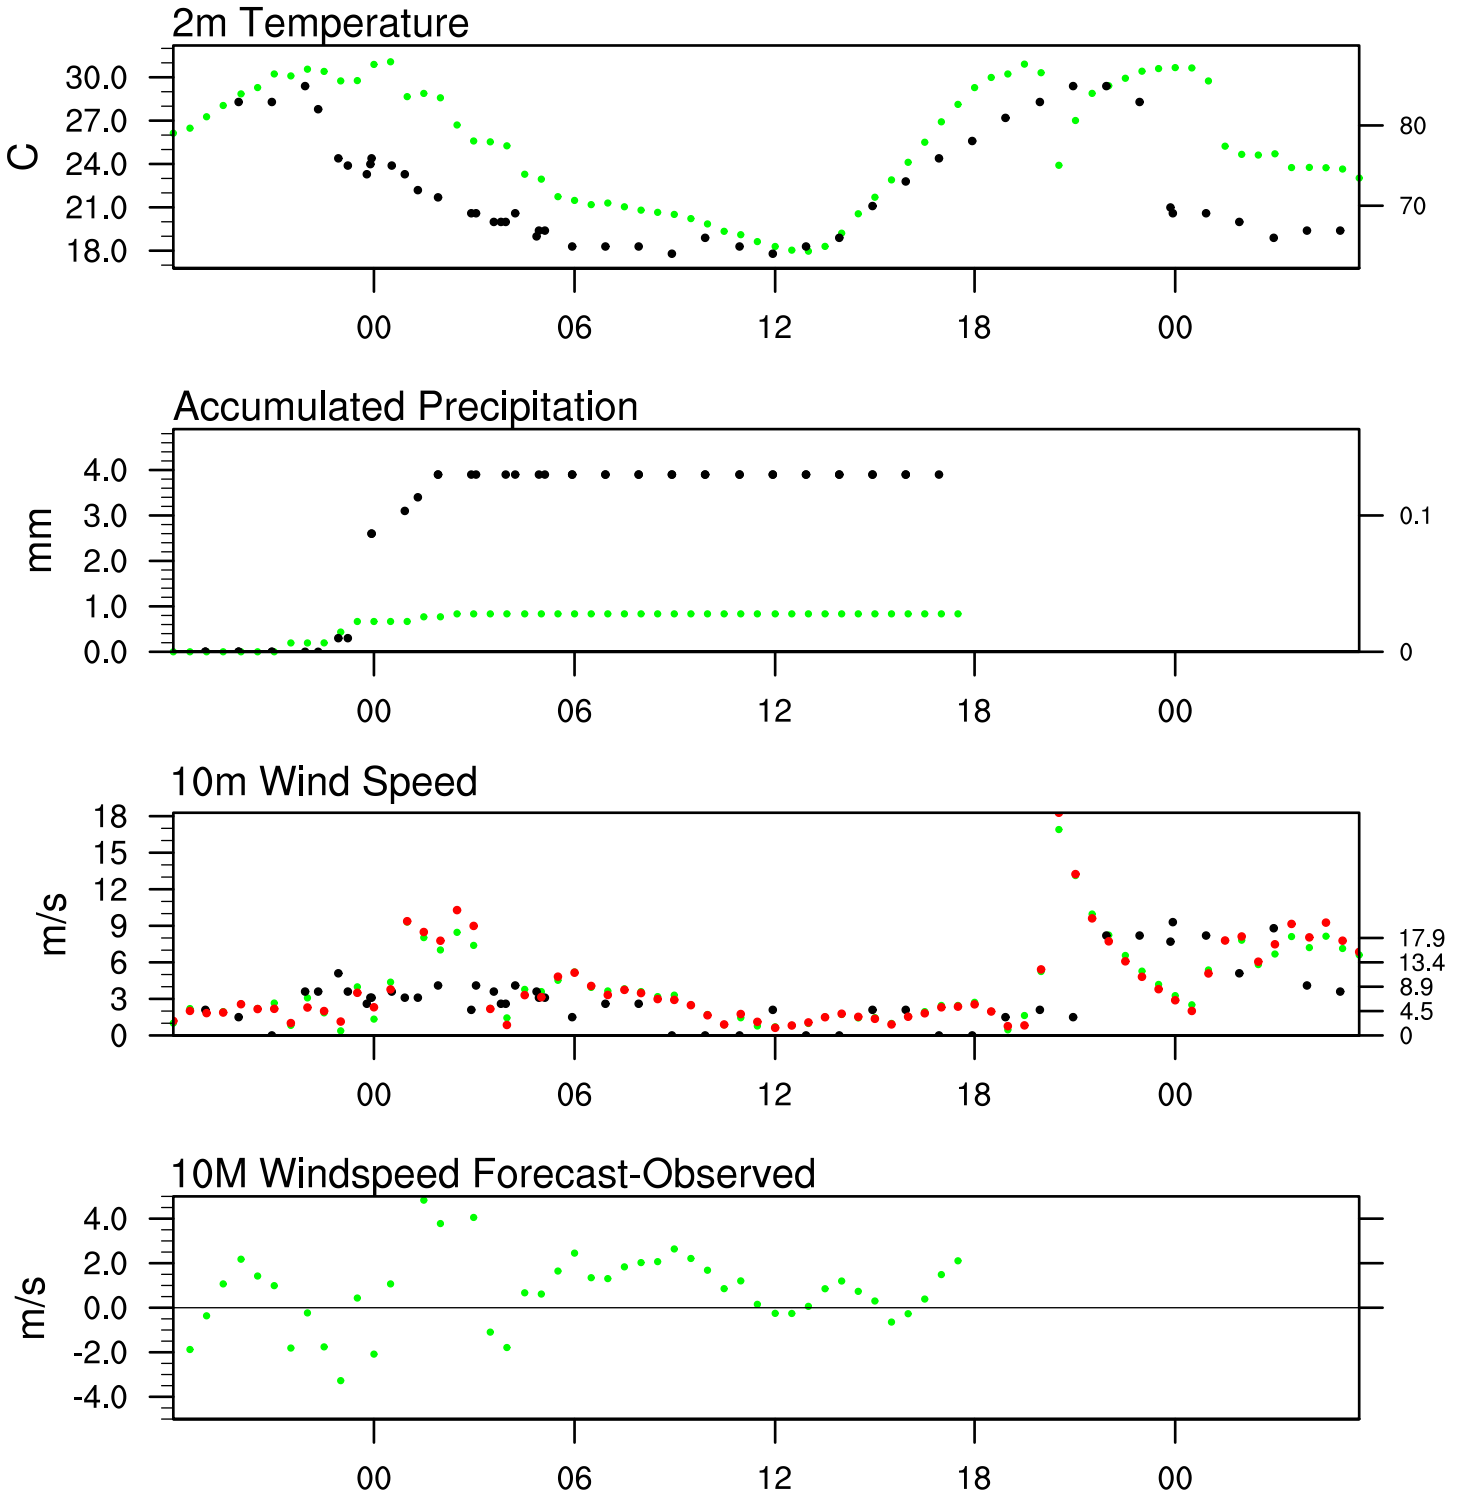 2m Temperature
C
30.0
27.0
24.0
21.0
18.0
80
70
00 06 12 18 00
Accumulated Precipitation
mm
4.0
3.0
2.0
1.0
0.0
0.1
0
00 06 12 18 00
10m Wind Speed
m/s
18
15
12
9
6
3
0
17.9
13.4
8.9
4.5
0
00 06 12 18 00
10M Windspeed Forecast-Observed
m/s
4.0
2.0
0.0
-2.0
-4.0
00 06 12 18 00